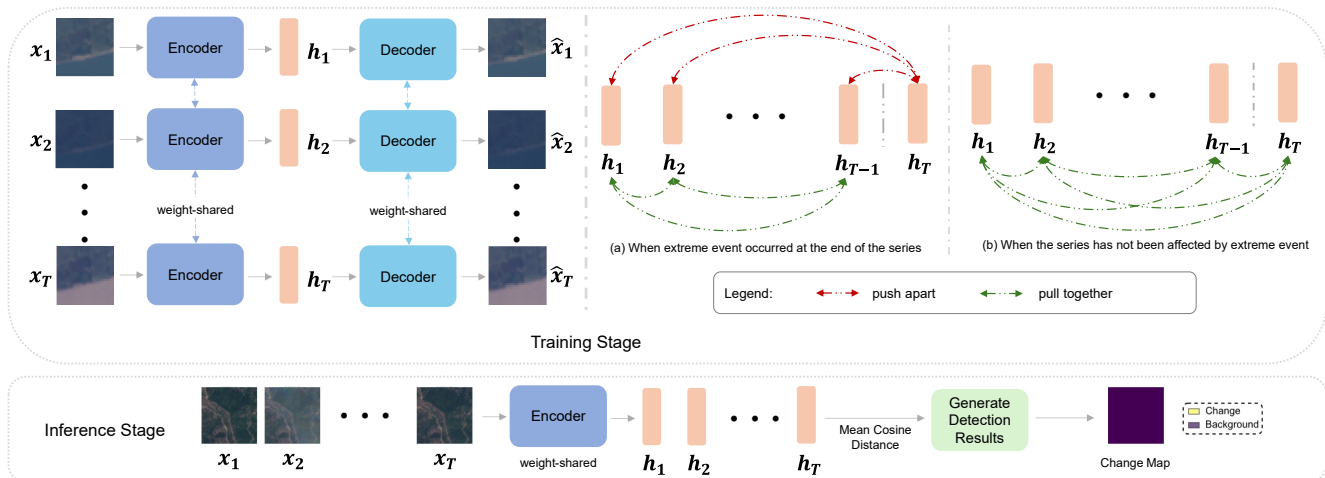 x1 Encoder h1 Decoder x̂1
x2 Encoder h2 Decoder x̂2
weight-shared weight-shared
xT Encoder hT Decoder x̂T
h1 h2 hT−1 hT
(a) When extreme event occurred at the end of the series
h1 h2 hT−1 hT
(b) When the series has not been affected by extreme event
Legend: push apart pull together
Training Stage
Inference Stage
x1 x2 xT
Encoder
weight-shared
h1 h2 hT
Mean Cosine
Distance
Generate
Detection
Results
Change Map
Change
Background